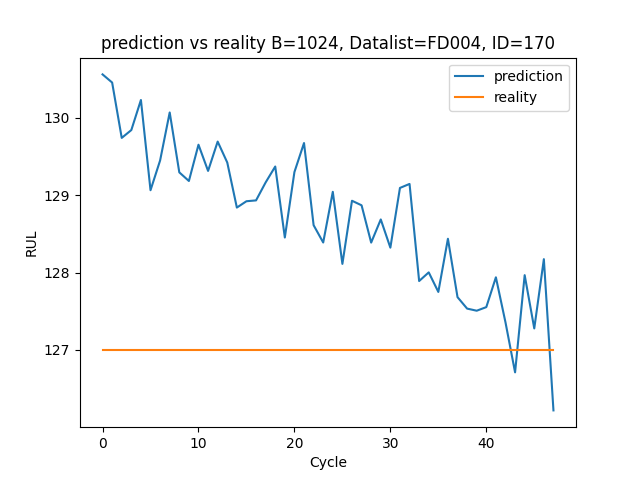 prediction vs reality B=1024, Datalist=FD004, ID=170
prediction
reality
130
129
128
127
RUL
0 10 20 30 40
Cycle